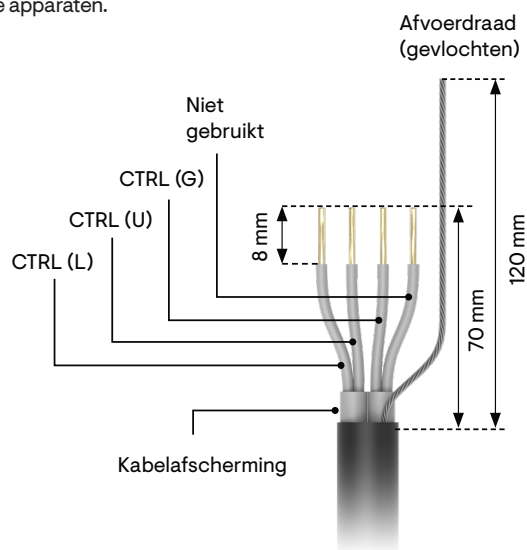 e apparaten.
Afvoerdraad
(gevlochten)
Niet
gebruikt
CTRL (G)
CTRL (U)
CTRL (L)
8 mm
70 mm
120 mm
Kabelafscherming